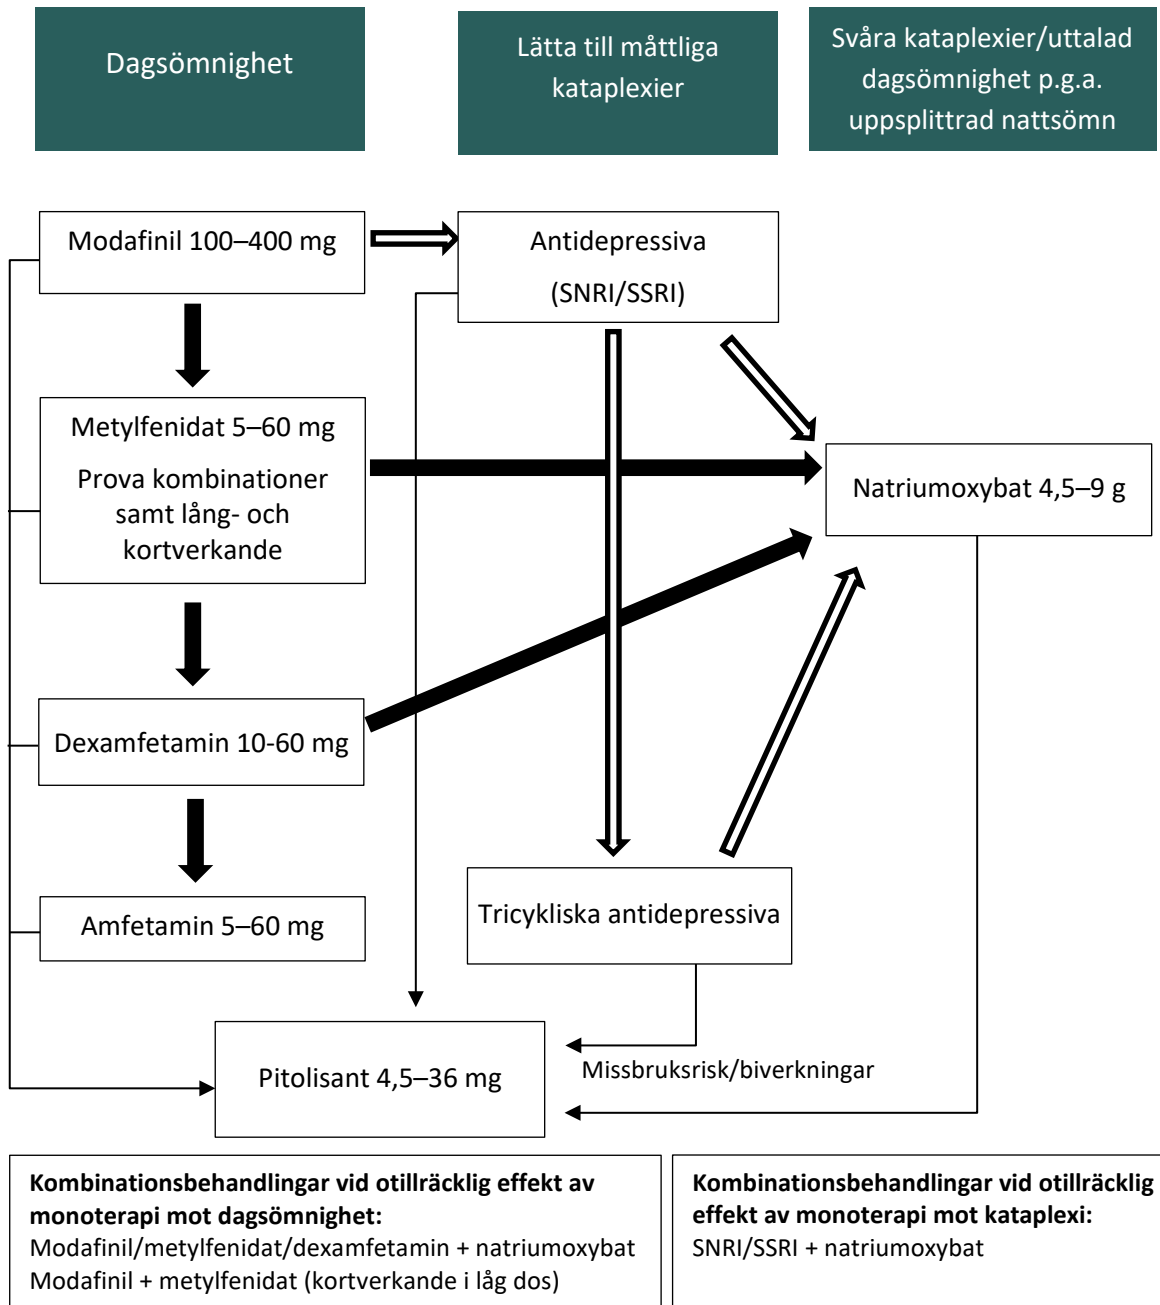 Dagsömnighet
Lätta till måttliga
kataplexier
Svåra kataplexier/uttalad
dagsömnighet p.g.a.
uppsplittrad nattsömn
Modafinil 100–400 mg
Antidepressiva
(SNRI/SSRI)
Metylfenidat 5–60 mg
Prova kombinationer
samt lång- och
kortverkande
Natriumoxybat 4,5–9 g
Dexamfetamin 10-60 mg
Amfetamin 5–60 mg
Tricykliska antidepressiva
Pitolisant 4,5–36 mg
Missbruksrisk/biverkningar
Kombinationsbehandlingar vid otillräcklig effekt av
monoterapi mot dagsömnighet:
Modafinil/metylfenidat/dexamfetamin + natriumoxybat
Modafinil + metylfenidat (kortverkande i låg dos)
Kombinationsbehandlingar vid otillräcklig
effekt av monoterapi mot kataplexi:
SNRI/SSRI + natriumoxybat